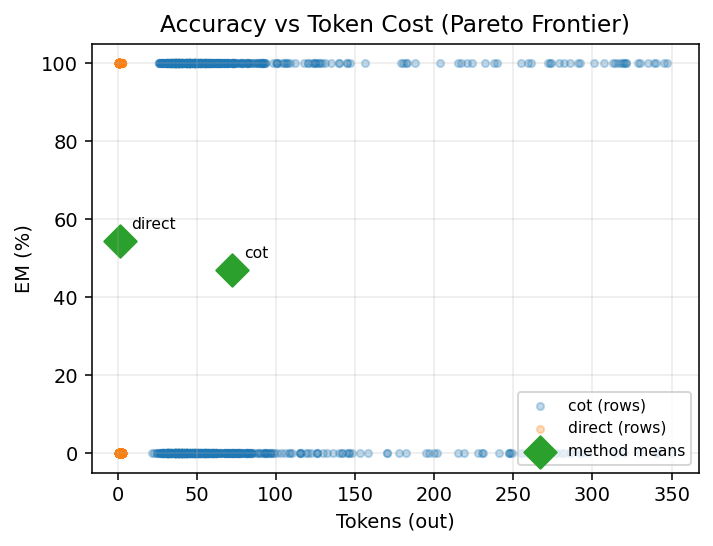 Accuracy vs Token Cost (Pareto Frontier)
EM (%)
100
80
60
40
20
0
direct
cot
cot (rows)
direct (rows)
method means
0 50 100 150 200 250 300 350
Tokens (out)